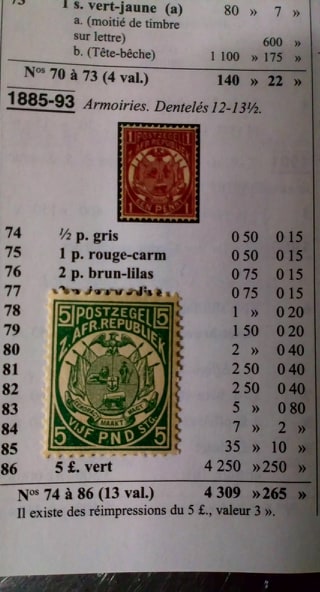 1 s. vert-jaune (a) 80 » 7 »
a. (moitié de timbre
sur lettre) 600 »
b. (Tête-bêche) 1 100 » 175 »
Nos 70 à 73 (4 val.) 140 » 22 »
1885-93 Armoiries. Dentelés 12-13½.
1 POSTZEGEL 1
Z. AFR. REPUBLIEK
1 EEN PENNY 1
74 ½ p. gris 0 50 0 15
75 1 p. rouge-carm 0 50 0 15
76 2 p. brun-lilas 0 75 0 15
77 0 75 0 15
78 1 » 0 20
79 1 50 0 20
80 2 » 0 40
81 2 50 0 40
82 2 50 0 40
83 5 » 0 80
84 7 » 2 »
85 35 » 10 »
86 5 £. vert 4 250 » 250 »
5 POSTZEGEL 5
Z. AFR. REPUBLIEK
EENDRAGT MAAKT MAGT
5 VIJF PND STG. 5
Nos 74 à 86 (13 val.) 4 309 » 265 »
Il existe des réimpressions du 5 £., valeur 3 ».